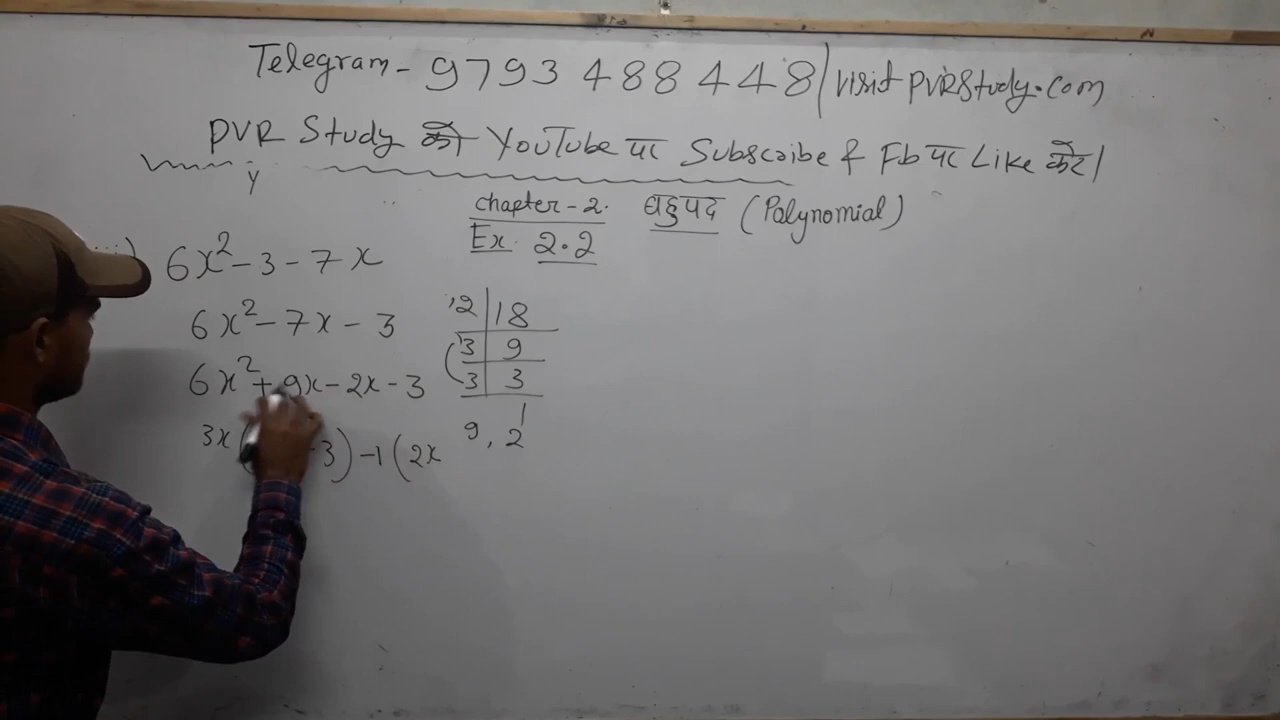 Telegram - 9793 488 448 | visit PVRStudy.com
PVR Study को YouTube पर Subscribe & Fb पर Like करें।
y
Chapter-2. बहुपद (Polynomial)
Ex. 2.2
6x² - 3 - 7x
6x² - 7x - 3
6x² + 9x - 2x - 3
3x( 3) - 1(2x
2 | 18
3 | 9
3 | 3
1
9, 2